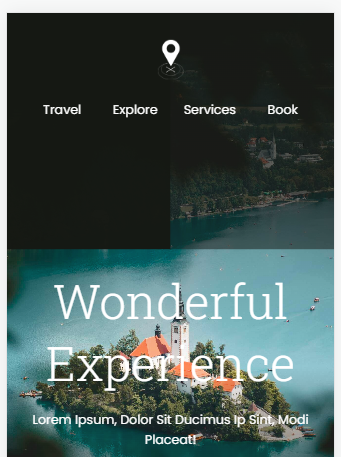 Travel Explore Services Book
Wonderful
Experience
Lorem Ipsum, Dolor Sit Ducimus Ip Sint, Modi
Placeat!